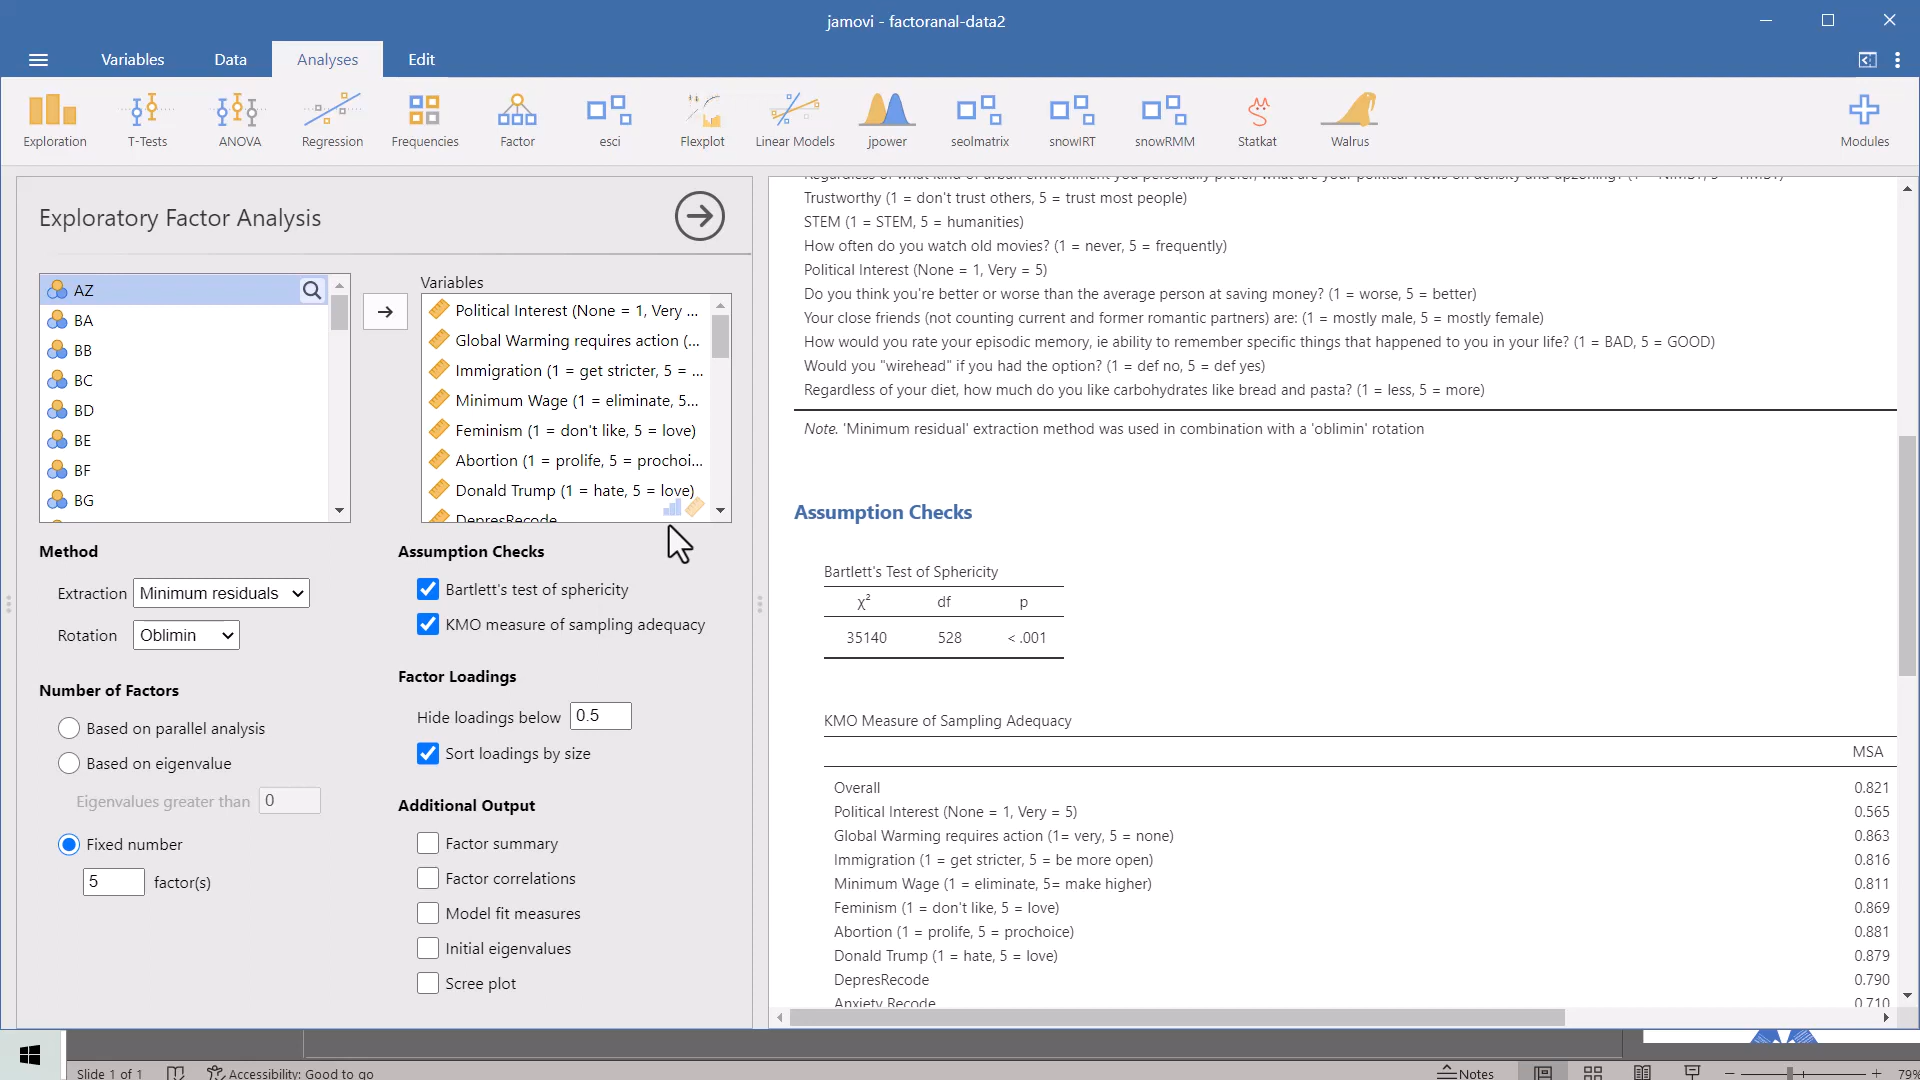 jamovi - factoranal-data2
Variables
Data
Analyses
Edit
Exploration
T-Tests
ANOVA
Regression
Frequencies
Factor
esci
Flexplot
Linear Models
jpower
seolmatrix
snowIRT
snowRMM
Statkat
Walrus
Modules
Exploratory Factor Analysis
AZ
BA
BB
BC
BD
BE
BF
BG
Variables
Political Interest (None = 1, Very ...
Global Warming requires action (...
Immigration (1 = get stricter, 5 = ...
Minimum Wage (1 = eliminate, 5...
Feminism (1 = don't like, 5 = love)
Abortion (1 = prolife, 5 = prochoi...
Donald Trump (1 = hate, 5 = love)
DepresRecode
Method
Extraction Minimum residuals
Rotation Oblimin
Number of Factors
Based on parallel analysis
Based on eigenvalue
Eigenvalues greater than 0
Fixed number
5 factor(s)
Assumption Checks
Bartlett's test of sphericity
KMO measure of sampling adequacy
Factor Loadings
Hide loadings below 0.5
Sort loadings by size
Additional Output
Factor summary
Factor correlations
Model fit measures
Initial eigenvalues
Scree plot
Trustworthy (1 = don't trust others, 5 = trust most people)
STEM (1 = STEM, 5 = humanities)
How often do you watch old movies? (1 = never, 5 = frequently)
Political Interest (None = 1, Very = 5)
Do you think you're better or worse than the average person at saving money? (1 = worse, 5 = better)
Your close friends (not counting current and former romantic partners) are: (1 = mostly male, 5 = mostly female)
How would you rate your episodic memory, ie ability to remember specific things that happened to you in your life? (1 = BAD, 5 = GOOD)
Would you "wirehead" if you had the option? (1 = def no, 5 = def yes)
Regardless of your diet, how much do you like carbohydrates like bread and pasta? (1 = less, 5 = more)
Note. 'Minimum residual' extraction method was used in combination with a 'oblimin' rotation
Assumption Checks
Bartlett's Test of Sphericity
χ² df p
35140 528 < .001
KMO Measure of Sampling Adequacy
MSA
Overall 0.821
Political Interest (None = 1, Very = 5) 0.565
Global Warming requires action (1= very, 5 = none) 0.863
Immigration (1 = get stricter, 5 = be more open) 0.816
Minimum Wage (1 = eliminate, 5= make higher) 0.811
Feminism (1 = don't like, 5 = love) 0.869
Abortion (1 = prolife, 5 = prochoice) 0.881
Donald Trump (1 = hate, 5 = love) 0.879
DepresRecode 0.790
Anxiety Recode 0.710
Slide 1 of 1
Accessibility: Good to go
Notes
79%